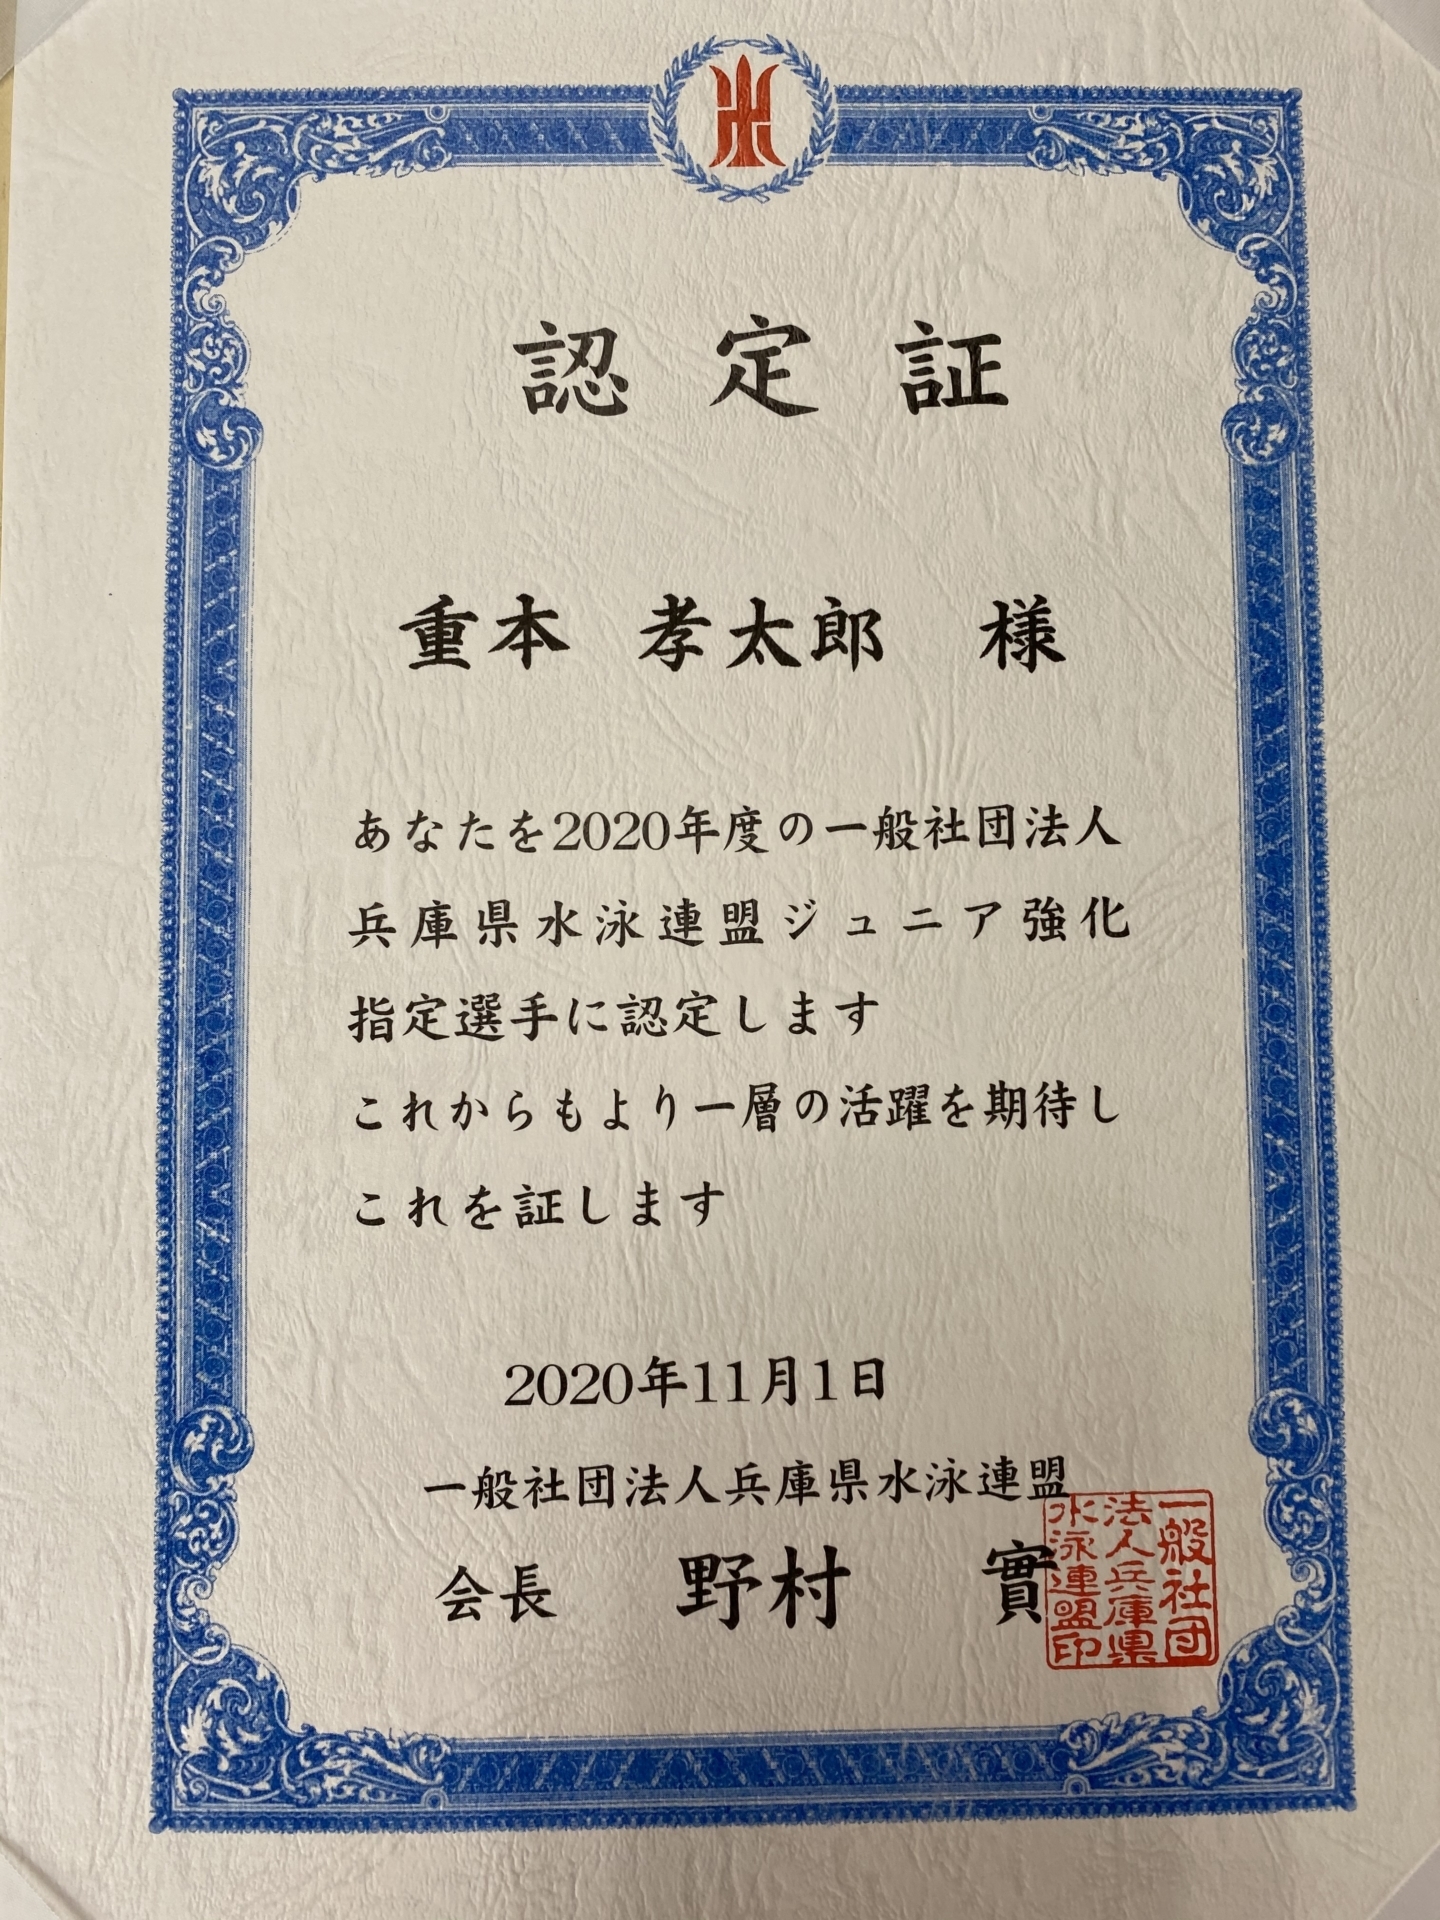 水
認定証
重本 孝太郎 様
あなたを2020年度の一般社団法人
兵庫県水泳連盟ジュニア強化
指定選手に認定します
これからもより一層の活躍を期待し
これを証します
2020年11月1日
一般社団法人兵庫県水泳連盟
会長 野村 實
一般社団
法人兵庫県
水泳連盟印